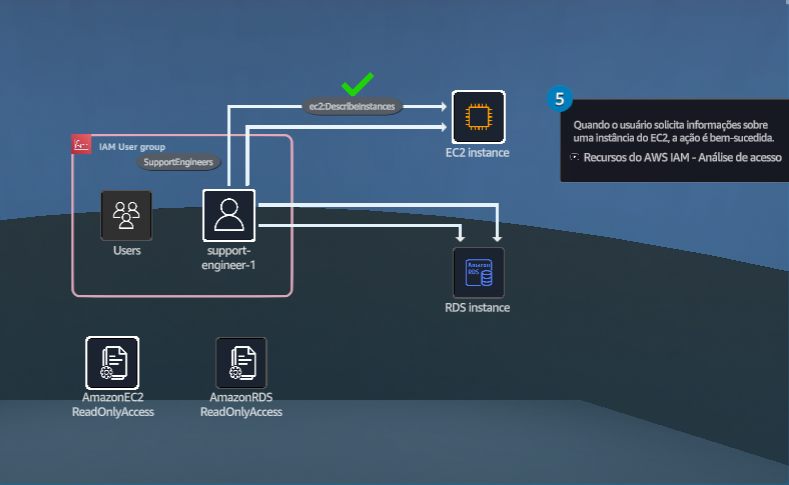 ec2:DescribeInstances
EC2 instance
5
Quando o usuário solicita informações sobre
uma instância do EC2, a ação é bem-sucedida.
Recursos do AWS IAM - Análise de acesso
IAM User group
SupportEngineers
Users
support-
engineer-1
Amazon
RDS
RDS instance
AmazonEC2
ReadOnlyAccess
AmazonRDS
ReadOnlyAccess